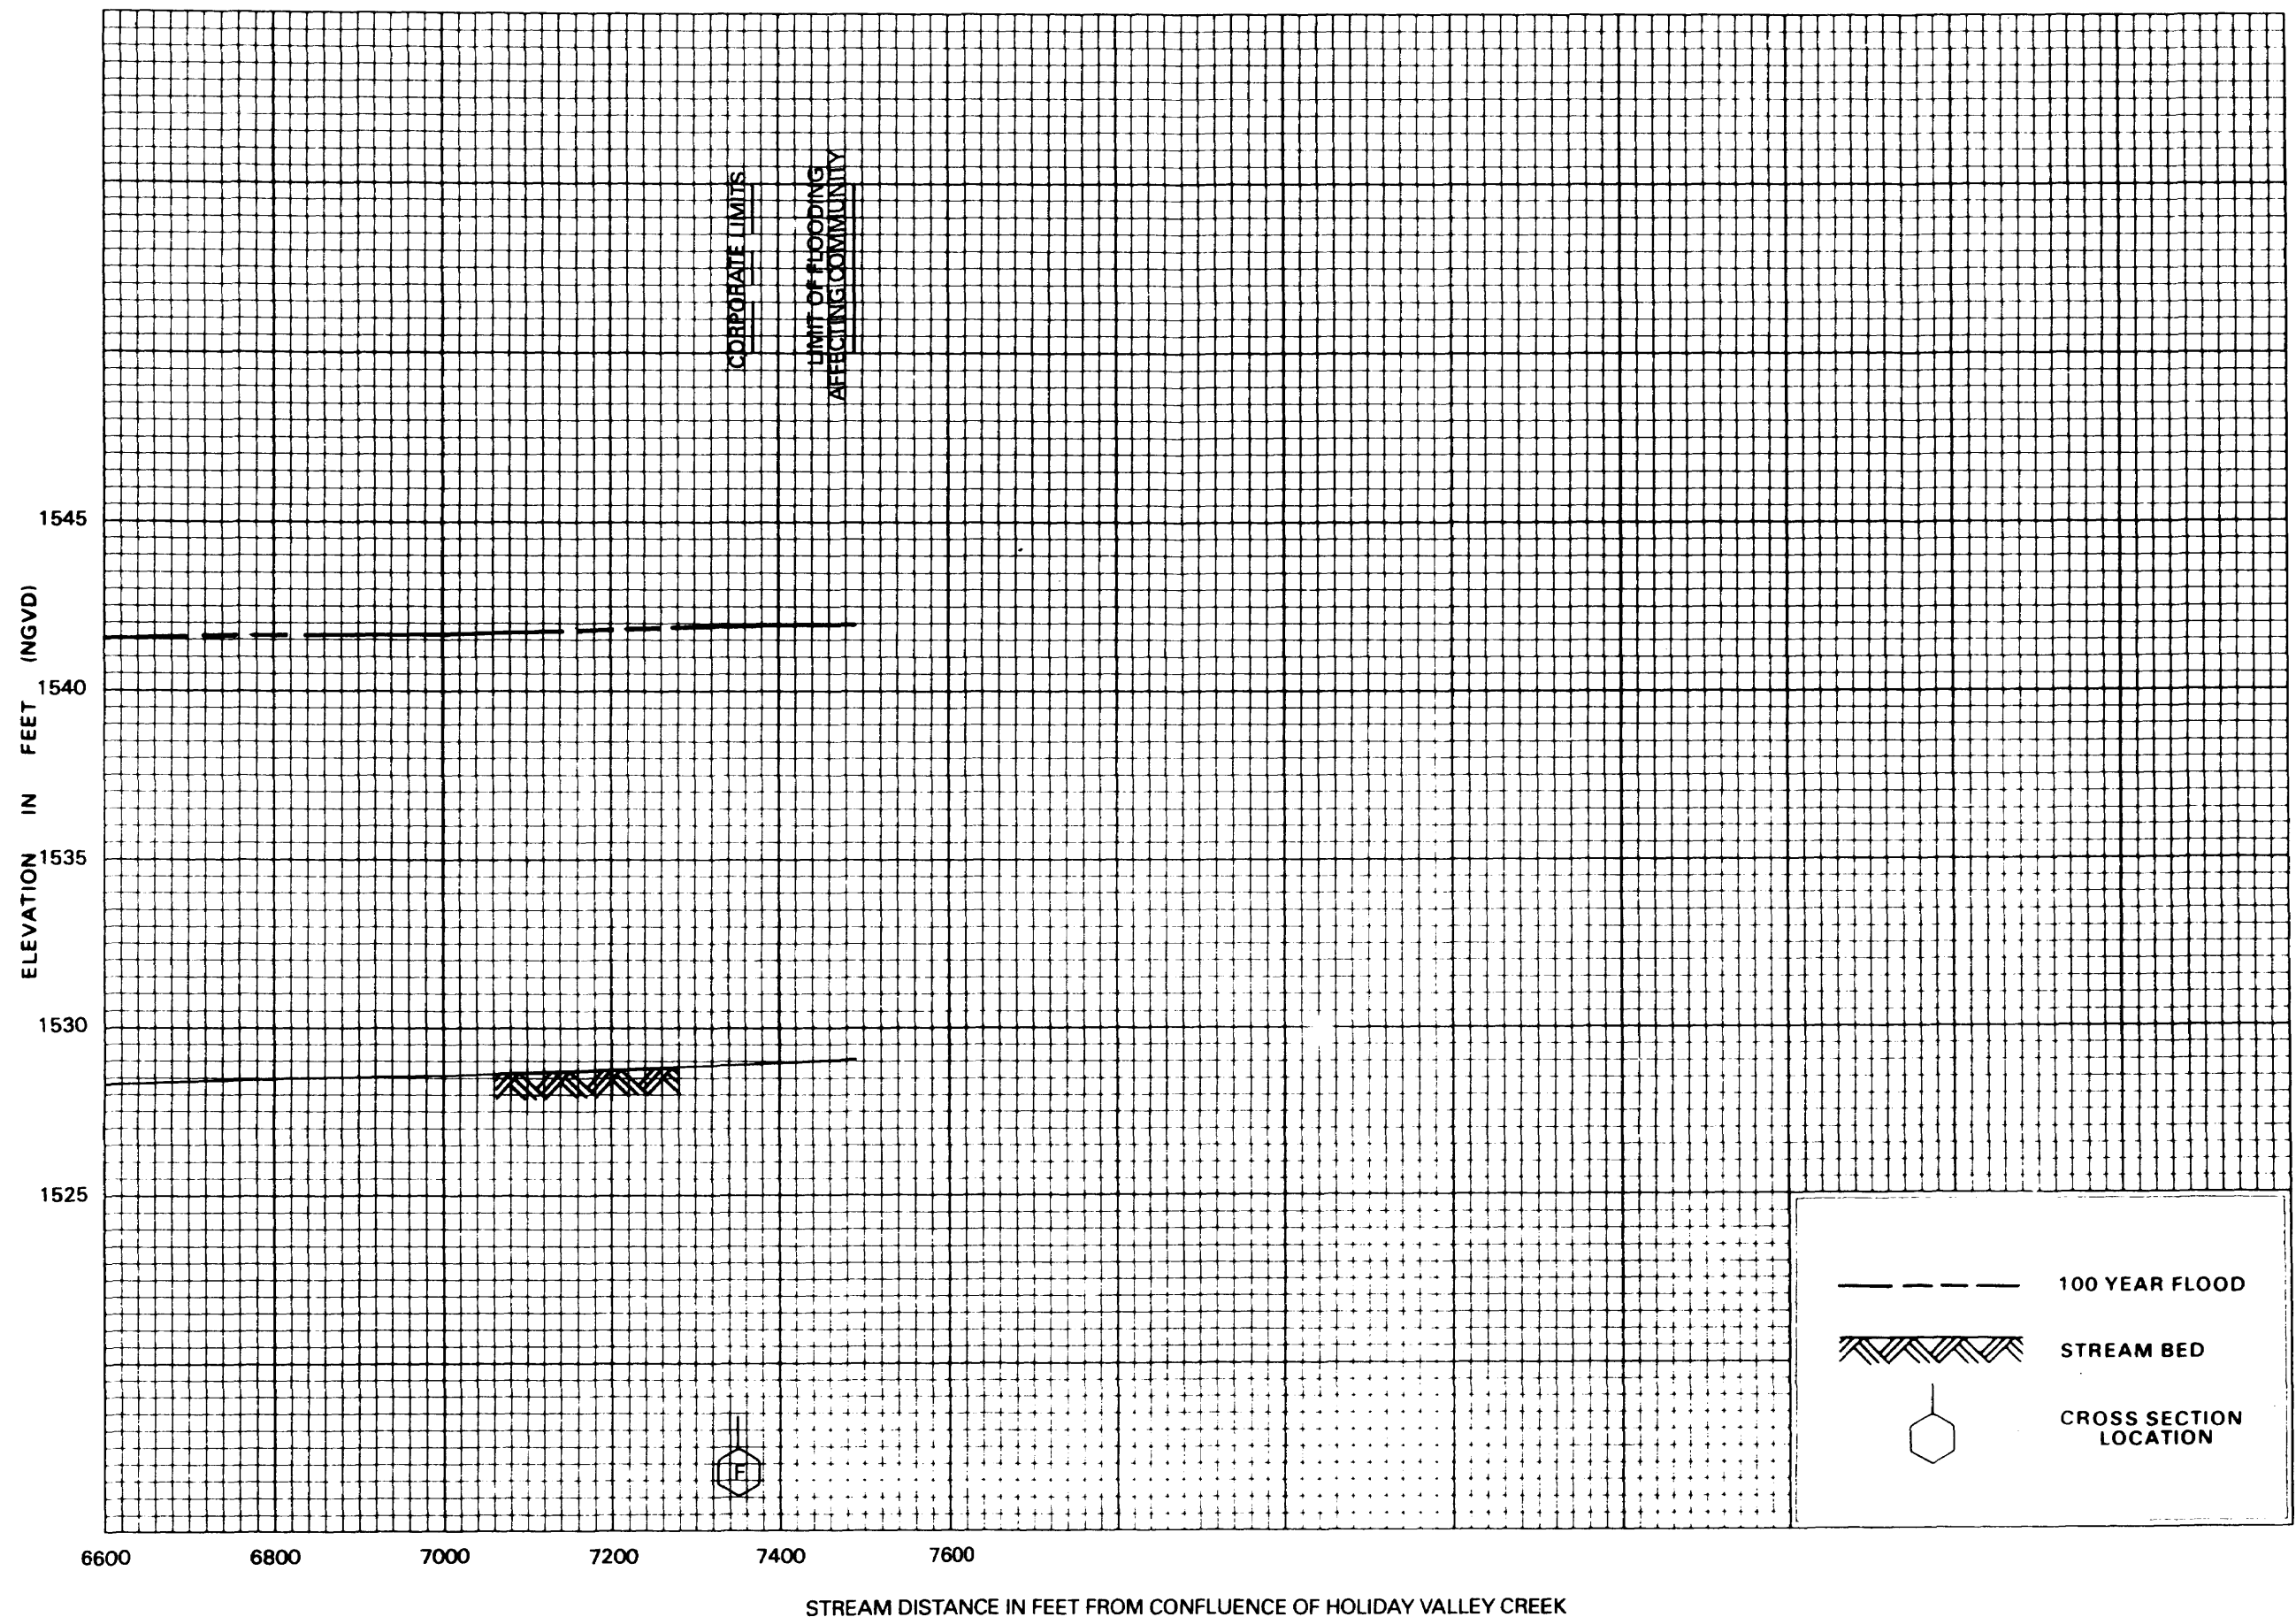 CORPORATE LIMITS
LIMIT OF FLOODING
AFFECTING COMMUNITY
1545
1540
1535
1530
1525
ELEVATION IN FEET (NGVD)
100 YEAR FLOOD
STREAM BED
CROSS SECTION
LOCATION
F
6600 6800 7000 7200 7400 7600
STREAM DISTANCE IN FEET FROM CONFLUENCE OF HOLIDAY VALLEY CREEK